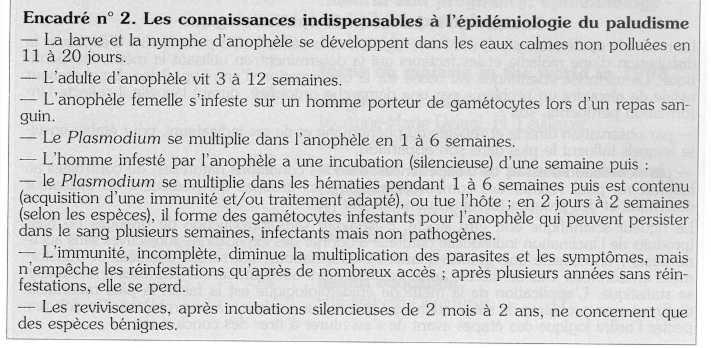 Encadré n° 2. Les connaissances indispensables à l'épidémiologie du paludisme
— La larve et la nymphe d'anophèle se développent dans les eaux calmes non polluées en
11 à 20 jours.
— L'adulte d'anophèle vit 3 à 12 semaines.
— L'anophèle femelle s'infeste sur un homme porteur de gamétocytes lors d'un repas san-
guin.
— Le Plasmodium se multiplie dans l'anophèle en 1 à 6 semaines.
— L'homme infesté par l'anophèle a une incubation (silencieuse) d'une semaine puis :
— le Plasmodium se multiplie dans les hématies pendant 1 à 6 semaines puis est contenu
(acquisition d'une immunité et/ou traitement adapté), ou tue l'hôte ; en 2 jours à 2 semaines
(selon les espèces), il forme des gamétocytes infestants pour l'anophèle qui peuvent persister
dans le sang plusieurs semaines, infectants mais non pathogènes.
— L'immunité, incomplète, diminue la multiplication des parasites et les symptômes, mais
n'empêche les réinfestations qu'après de nombreux accès ; après plusieurs années sans réin-
festations, elle se perd.
— Les reviviscences, après incubations silencieuses de 2 mois à 2 ans, ne concernent que
des espèces bénignes.